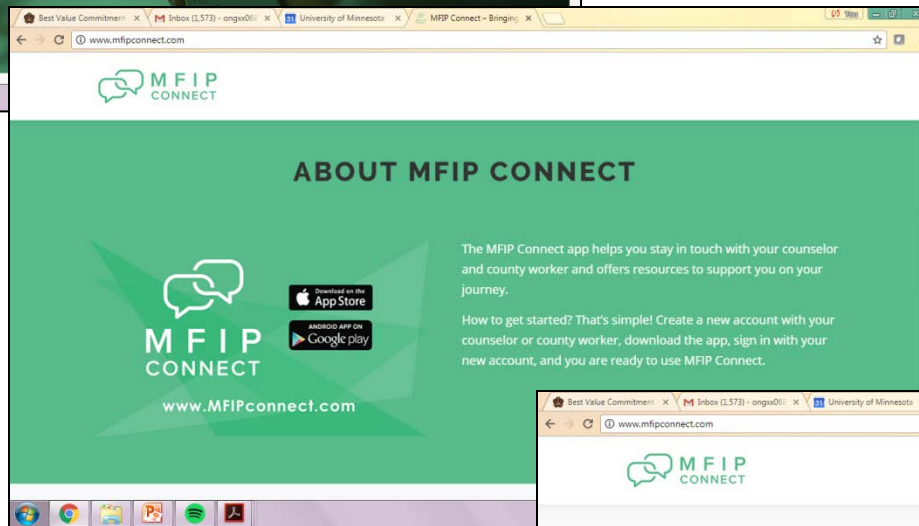 Best Value Commitment
Inbox (1,573) - ongxx068
University of Minnesota
MFIP Connect – Bringing
You
www.mfipconnect.com
MFIP
CONNECT
ABOUT MFIP CONNECT
The MFIP Connect app helps you stay in touch with your counselor
and county worker and offers resources to support you on your
journey.
How to get started? That's simple! Create a new account with your
counselor or county worker, download the app, sign in with your
new account, and you are ready to use MFIP Connect.
Download on the
App Store
ANDROID APP ON
Google play
MFIP
CONNECT
www.MFIPconnect.com
Best Value Commitment
Inbox (1,573) - ongxx068
University of Minnesota
www.mfipconnect.com
MFIP
CONNECT